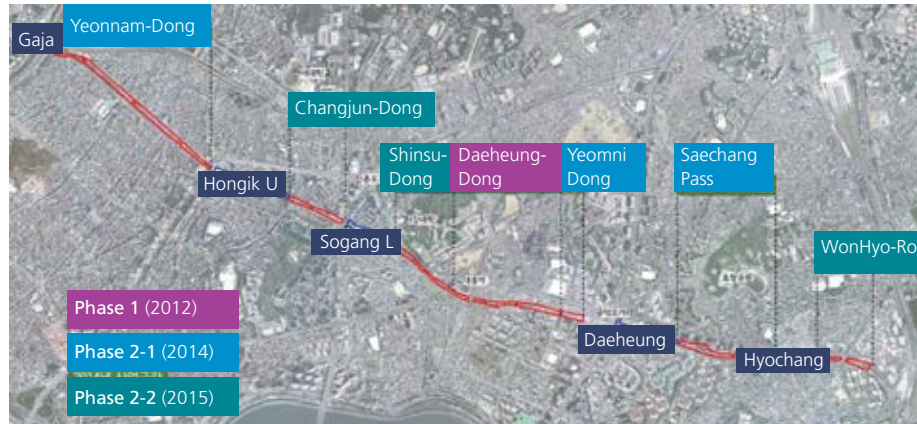 Gaja
Yeonnam-Dong
Changjun-Dong
Shinsu-
Dong
Daeheung-
Dong
Yeomni
Dong
Saechang
Pass
Hongik U
Sogang L
WonHyo-Ro
Phase 1 (2012)
Daeheung
Phase 2-1 (2014)
Hyochang
Phase 2-2 (2015)